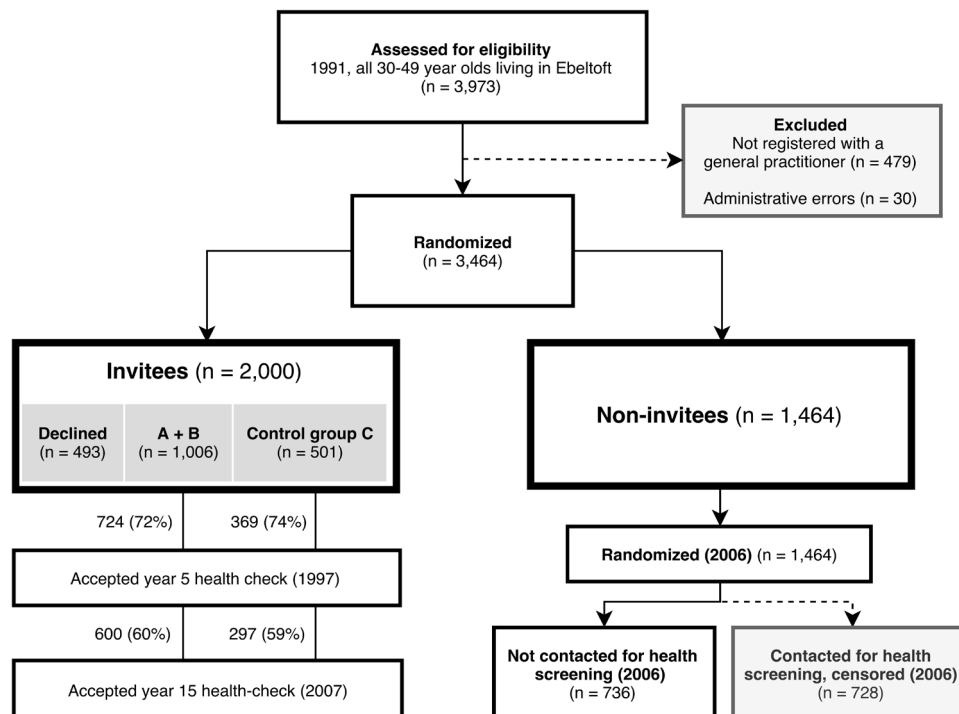 Assessed for eligibility
1991, all 30-49 year olds living in Ebeltoft
(n = 3,973)
Excluded
Not registered with a
general practitioner (n = 479)
Administrative errors (n = 30)
Randomized
(n = 3,464)
Invitees (n = 2,000)
Declined
(n = 493)
A + B
(n = 1,006)
Control group C
(n = 501)
Non-invitees (n = 1,464)
724 (72%)
369 (74%)
Accepted year 5 health check (1997)
600 (60%)
297 (59%)
Accepted year 15 health-check (2007)
Randomized (2006) (n = 1,464)
Not contacted for health
screening (2006)
(n = 736)
Contacted for health
screening, censored (2006)
(n = 728)